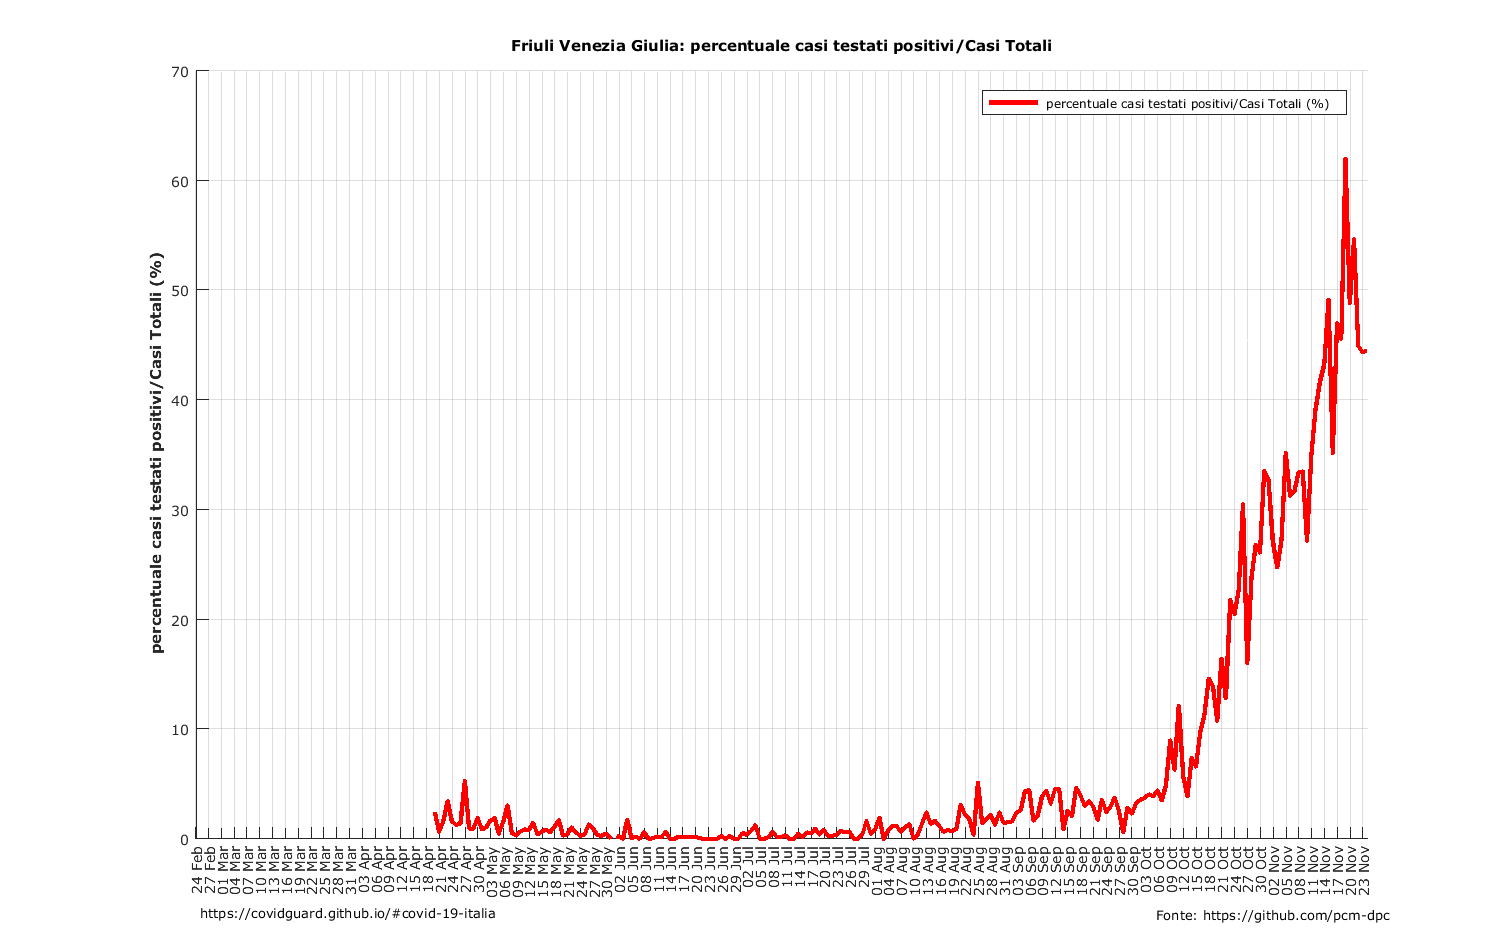 Friuli Venezia Giulia: percentuale casi testati positivi/Casi Totali
percentuale casi testati positivi/Casi Totali (%)
percentuale casi testati positivi/Casi Totali (%)
70
60
50
40
30
20
10
0
24 Feb
27 Feb
01 Mar
04 Mar
07 Mar
10 Mar
13 Mar
16 Mar
19 Mar
22 Mar
25 Mar
28 Mar
31 Mar
03 Apr
06 Apr
09 Apr
12 Apr
15 Apr
18 Apr
21 Apr
24 Apr
27 Apr
30 Apr
03 May
06 May
09 May
12 May
15 May
18 May
21 May
24 May
27 May
30 May
02 Jun
05 Jun
08 Jun
11 Jun
14 Jun
17 Jun
20 Jun
23 Jun
26 Jun
29 Jun
02 Jul
05 Jul
08 Jul
11 Jul
14 Jul
17 Jul
20 Jul
23 Jul
26 Jul
29 Jul
01 Aug
04 Aug
07 Aug
10 Aug
13 Aug
16 Aug
19 Aug
22 Aug
25 Aug
28 Aug
31 Aug
03 Sep
06 Sep
09 Sep
12 Sep
15 Sep
18 Sep
21 Sep
24 Sep
27 Sep
30 Sep
03 Oct
06 Oct
09 Oct
12 Oct
15 Oct
18 Oct
21 Oct
24 Oct
27 Oct
30 Oct
02 Nov
05 Nov
08 Nov
11 Nov
14 Nov
17 Nov
20 Nov
23 Nov
https://covidguard.github.io/#covid-19-italia
Fonte: https://github.com/pcm-dpc